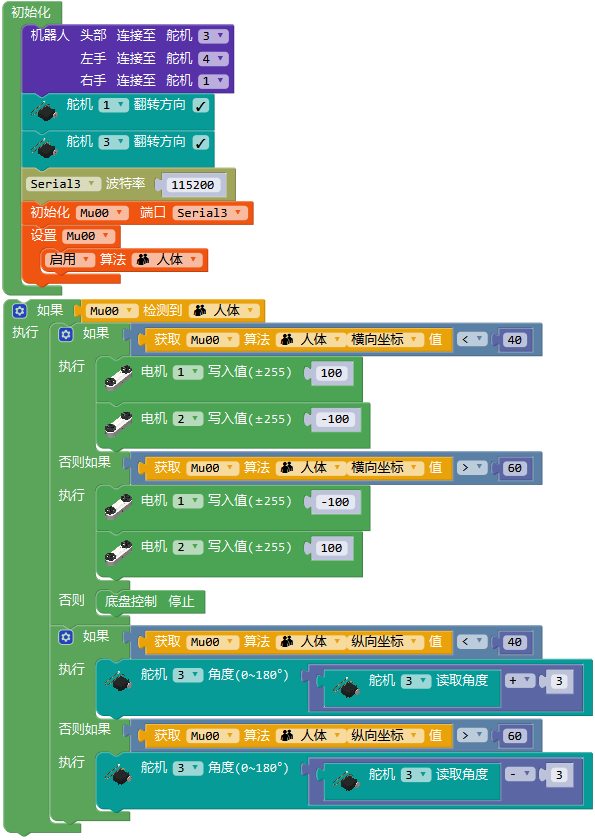 初始化
机器人 头部 连接至 舵机 3
左手 连接至 舵机 4
右手 连接至 舵机 1
舵机 1 翻转方向 ✓
舵机 3 翻转方向 ✓
Serial3 波特率 115200
初始化 Mu00 端口 Serial3
设置 Mu00
启用 算法 人体
如果 Mu00 检测到 人体
执行 如果 获取 Mu00 算法 人体 横向坐标 值 < 40
执行 电机 1 写入值(±255) 100
电机 2 写入值(±255) -100
否则如果 获取 Mu00 算法 人体 横向坐标 值 > 60
执行 电机 1 写入值(±255) -100
电机 2 写入值(±255) 100
否则 底盘控制 停止
如果 获取 Mu00 算法 人体 纵向坐标 值 < 40
执行 舵机 3 角度(0~180°) 舵机 3 读取角度 + 3
否则如果 获取 Mu00 算法 人体 纵向坐标 值 > 60
执行 舵机 3 角度(0~180°) 舵机 3 读取角度 - 3